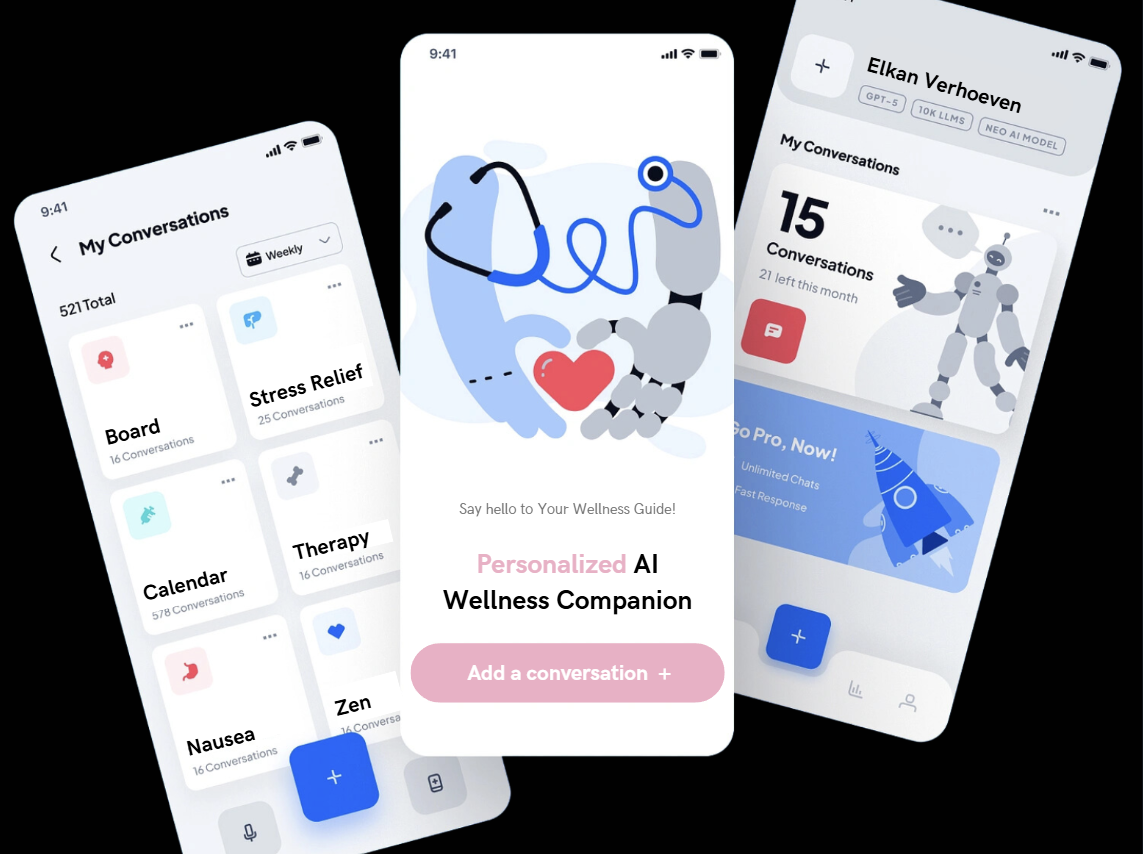 9:41
My Conversations
Weekly
521 Total
Board
16 Conversations
Stress Relief
25 Conversations
Calendar
578 Conversations
Therapy
16 Conversations
Nausea
16 Conversations
Zen
16 Conversa
9:41
Say hello to Your Wellness Guide!
Personalized AI
Wellness Companion
Add a conversation +
Elkan Verhoeven
GPT-5
10K LLMS
NEO AI MODEL
My Conversations
15
Conversations
21 left this month
Go Pro, Now!
Unlimited Chats
Fast Response